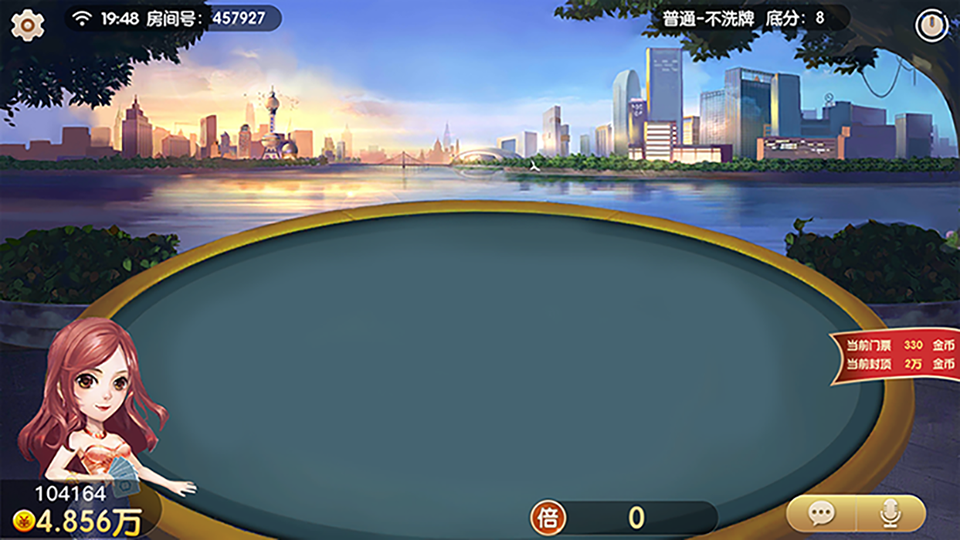 19:48 房间号：457927
普通-不洗牌 底分：8
当前门票 330 金币
当前封顶 2万 金币
104164
4.856万
倍 0